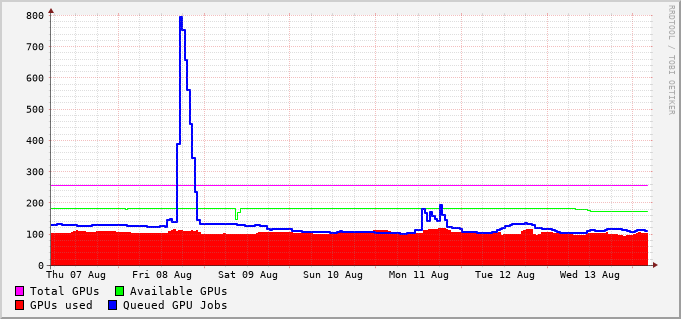 800
700
600
500
400
300
200
100
0
Thu 07 Aug Fri 08 Aug Sat 09 Aug Sun 10 Aug Mon 11 Aug Tue 12 Aug Wed 13 Aug
Total GPUs Available GPUs
GPUs used Queued GPU Jobs
RRDTOOL / TOBI OETIKER